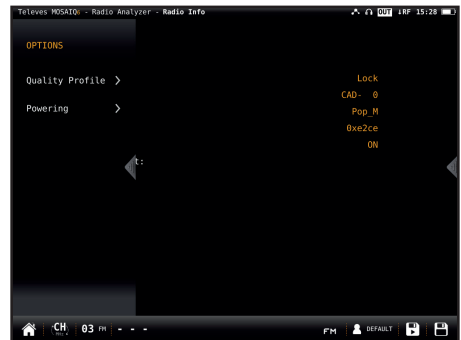 Televes MOSAIQ6 - Radio Analyzer - Radio Info OUT ↓RF 15:28
OPTIONS
Quality Profile >
Lock
CAD- 0
Powering >
Pop_M
0xe2ce
ON
t:
CH 03 FM - - - FM DEFAULT